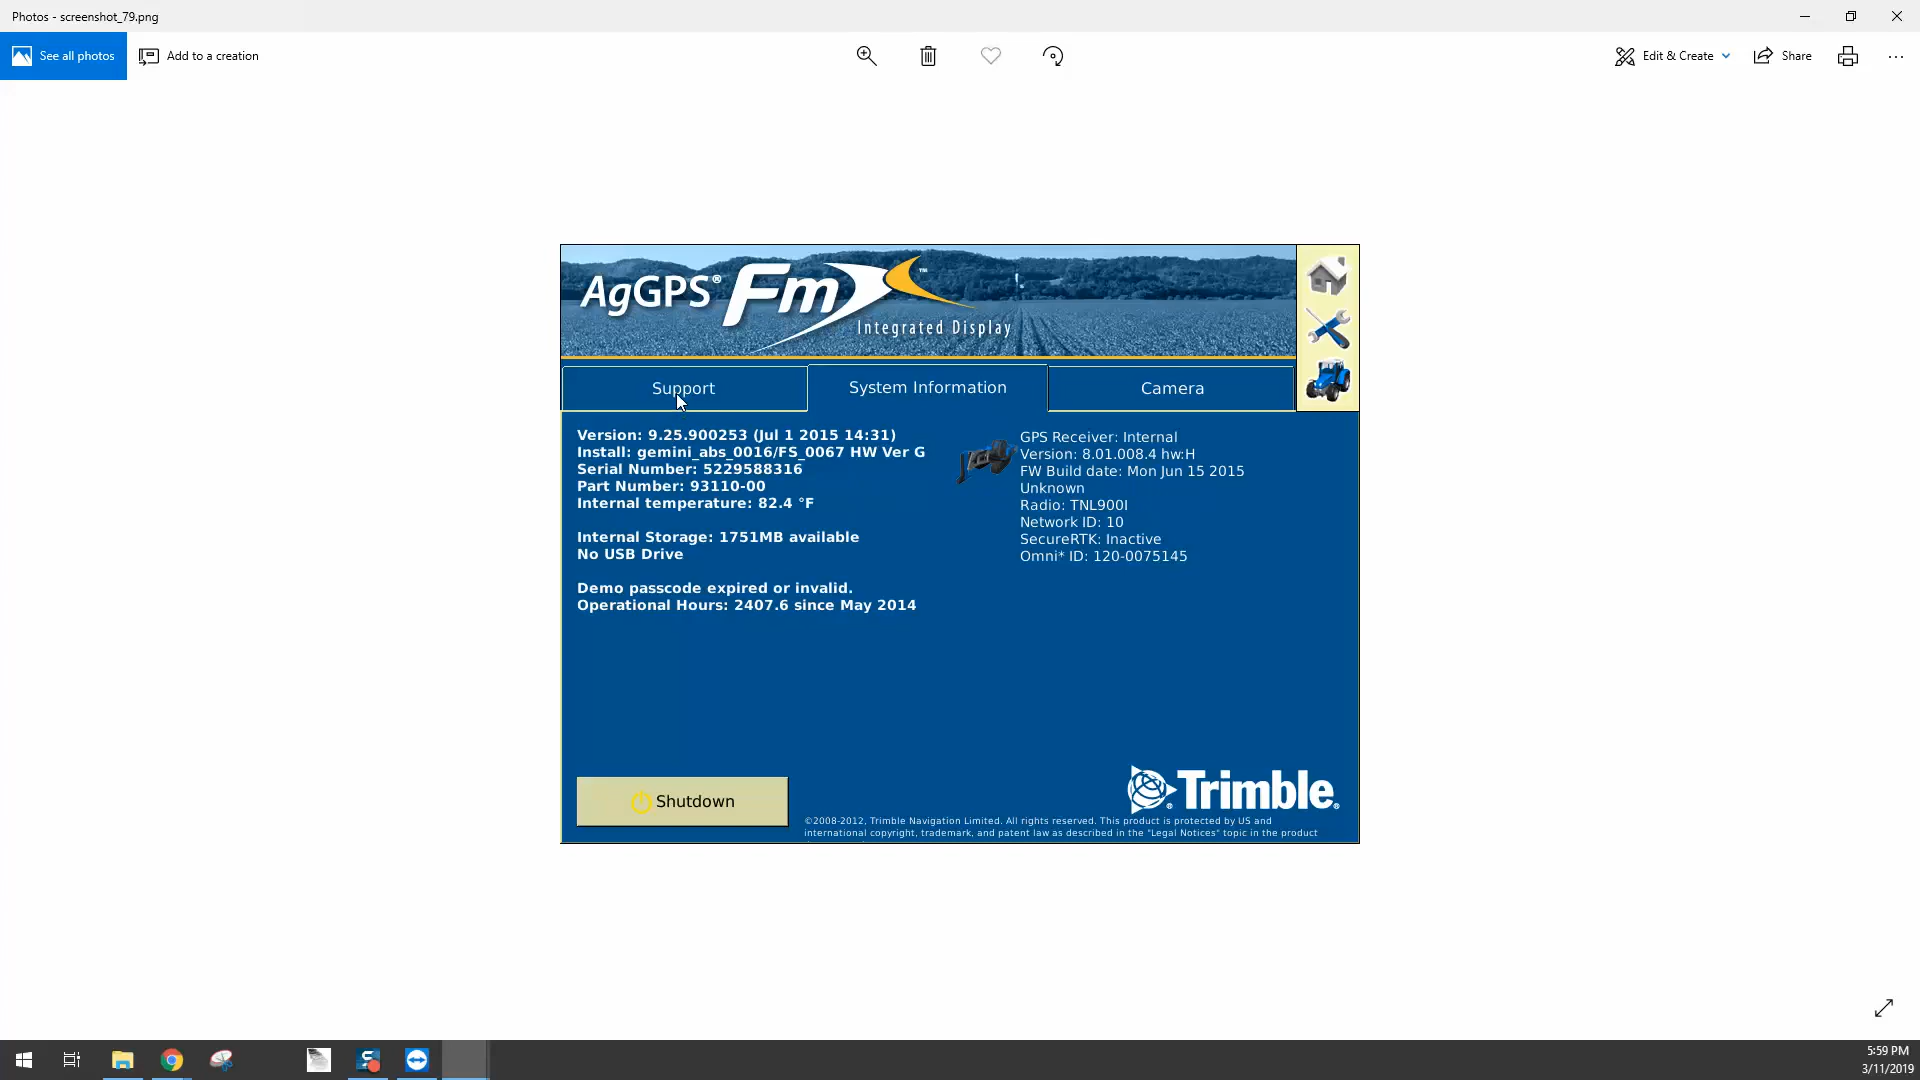 Photos - screenshot_79.png
See all photos
Add to a creation
Edit & Create
Share
AgGPS® FmX™
Integrated Display
Support
System Information
Camera
Version: 9.25.900253 (Jul 1 2015 14:31)
Install: gemini_abs_0016/FS_0067 HW Ver G
Serial Number: 5229588316
Part Number: 93110-00
Internal temperature: 82.4 °F
Internal Storage: 1751MB available
No USB Drive
Demo passcode expired or invalid.
Operational Hours: 2407.6 since May 2014
GPS Receiver: Internal
Version: 8.01.008.4 hw:H
FW Build date: Mon Jun 15 2015
Unknown
Radio: TNL900I
Network ID: 10
SecureRTK: Inactive
Omni* ID: 120-0075145
Shutdown
Trimble®
©2008-2012, Trimble Navigation Limited. All rights reserved. This product is protected by US and
international copyright, trademark, and patent law as described in the "Legal Notices" topic in the product
5:59 PM
3/11/2019